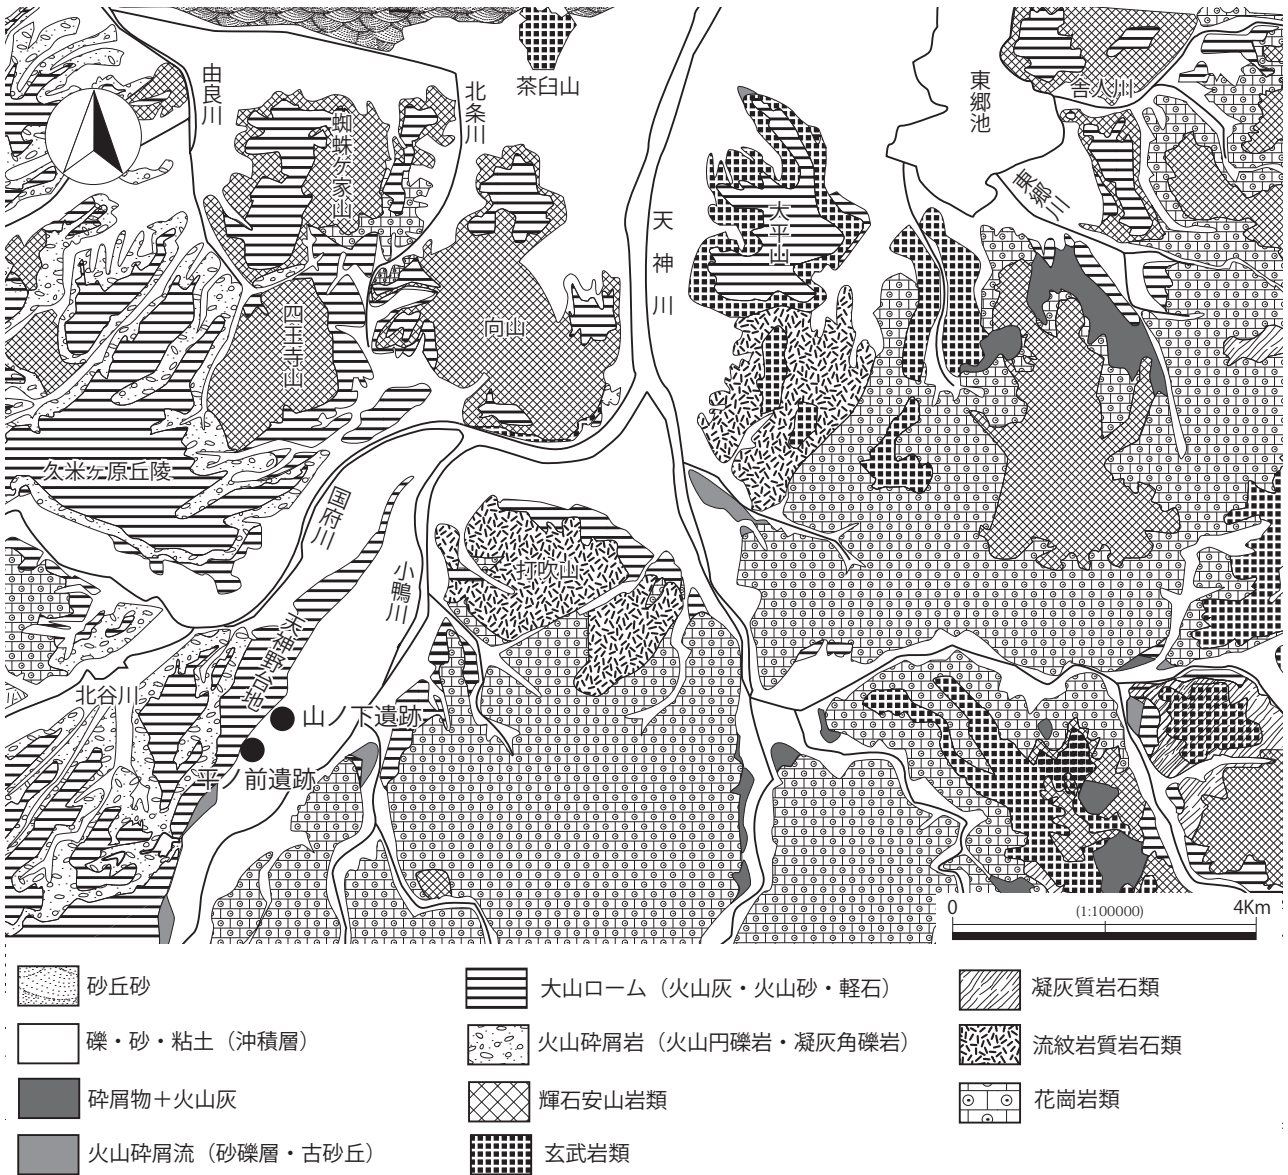 茶臼山
由良川
北条川
東郷池
舎人川
蜘蛛ヶ家山
東郷川
天神川
大平山
四王寺山
向山
久米ヶ原丘陵
国府川
打吹山
小鴨川
天神野台地
北谷川
山ノ下遺跡
平ノ前遺跡
0
(1:100000)
4Km
砂丘砂
礫・砂・粘土（沖積層）
砕屑物＋火山灰
火山砕屑流（砂礫層・古砂丘）
大山ローム（火山灰・火山砂・軽石）
火山砕屑岩（火山円礫岩・凝灰角礫岩）
輝石安山岩類
玄武岩類
凝灰質岩石類
流紋岩質岩石類
花崗岩類